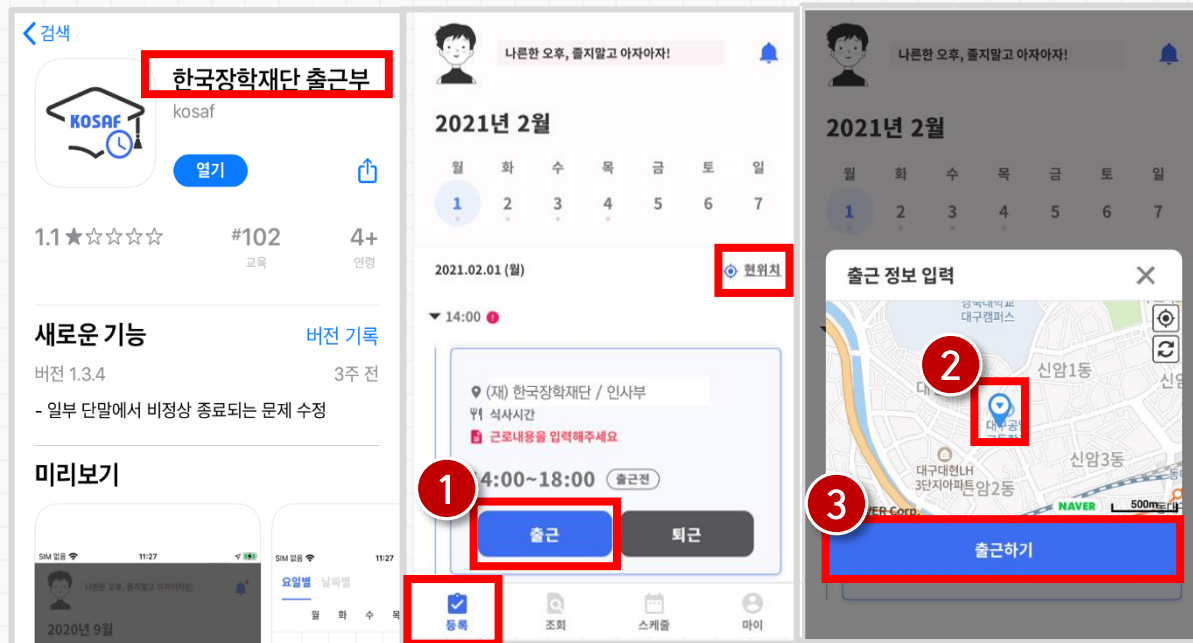 검색
한국장학재단 출근부
kosaf
KOSAF
열기
1.1 ★☆☆☆☆
#102
4+
교육
연령
새로운 기능
버전 기록
버전 1.3.4
3주 전
- 일부 단말에서 비정상 종료되는 문제 수정
미리보기
SIM 없음
11:27
나른한 오후, 졸지말고 아자아자!
2020년 9월
SIM 없음
11:27
요일별 날짜별
월 화 수 목
나른한 오후, 졸지말고 아자아자!
2021년 2월
월 화 수 목 금 토 일
1 2 3 4 5 6 7
2021.02.01 (월)
현위치
14:00
(재) 한국장학재단 / 인사부
식사시간
근로내용을 입력해주세요
1
4:00~18:00
출근전
출근
퇴근
등록
조회
스케줄
마이
나른한 오후, 졸지말고 아자아자!
2021년 2월
월 화 수 목 금 토 일
1 2 3 4 5 6 7
출근 정보 입력
대구캠퍼스
2
신암1동
신암3동
대구대현LH
3단지아파트
신암2동
NAVER
500m
3
출근하기